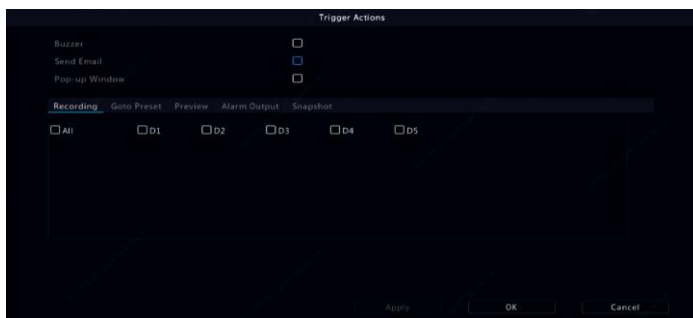 Trigger Actions
Buzzer
Send Email
Pop-up Window
Recording Goto Preset Preview Alarm Output Snapshot
All D1 D2 D3 D4 D5
Apply OK Cancel